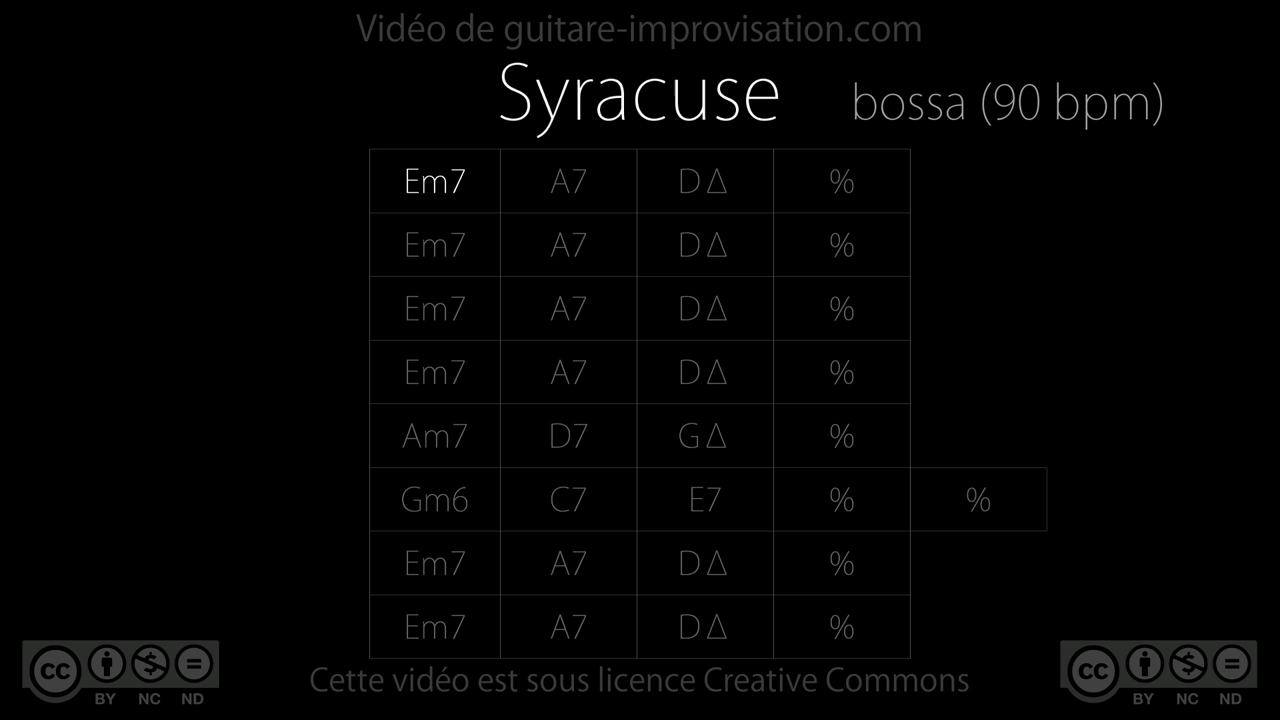 Vidéo de guitare-improvisation.com
Syracuse bossa (90 bpm)
Em7 A7 D Δ %
Em7 A7 D Δ %
Em7 A7 D Δ %
Em7 A7 D Δ %
Am7 D7 G Δ %
Gm6 C7 E7 % %
Em7 A7 D Δ %
Em7 A7 D Δ %
Cette vidéo est sous licence Creative Commons
cc BY NC ND
cc BY NC ND